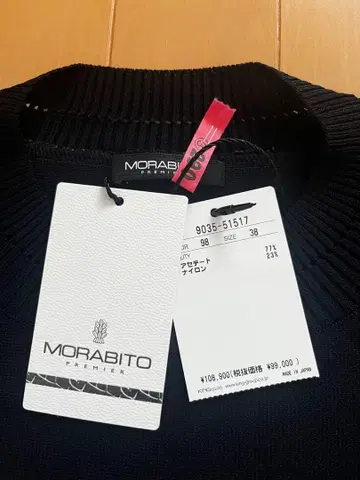 MORABITO
PREMIER
9035-51517
98
SIZE
38
アセテート 77%
ナイロン 23%
¥108,900(税抜価格 ¥99,000)
MADE IN JAPAN
MORABITO
PREMIER